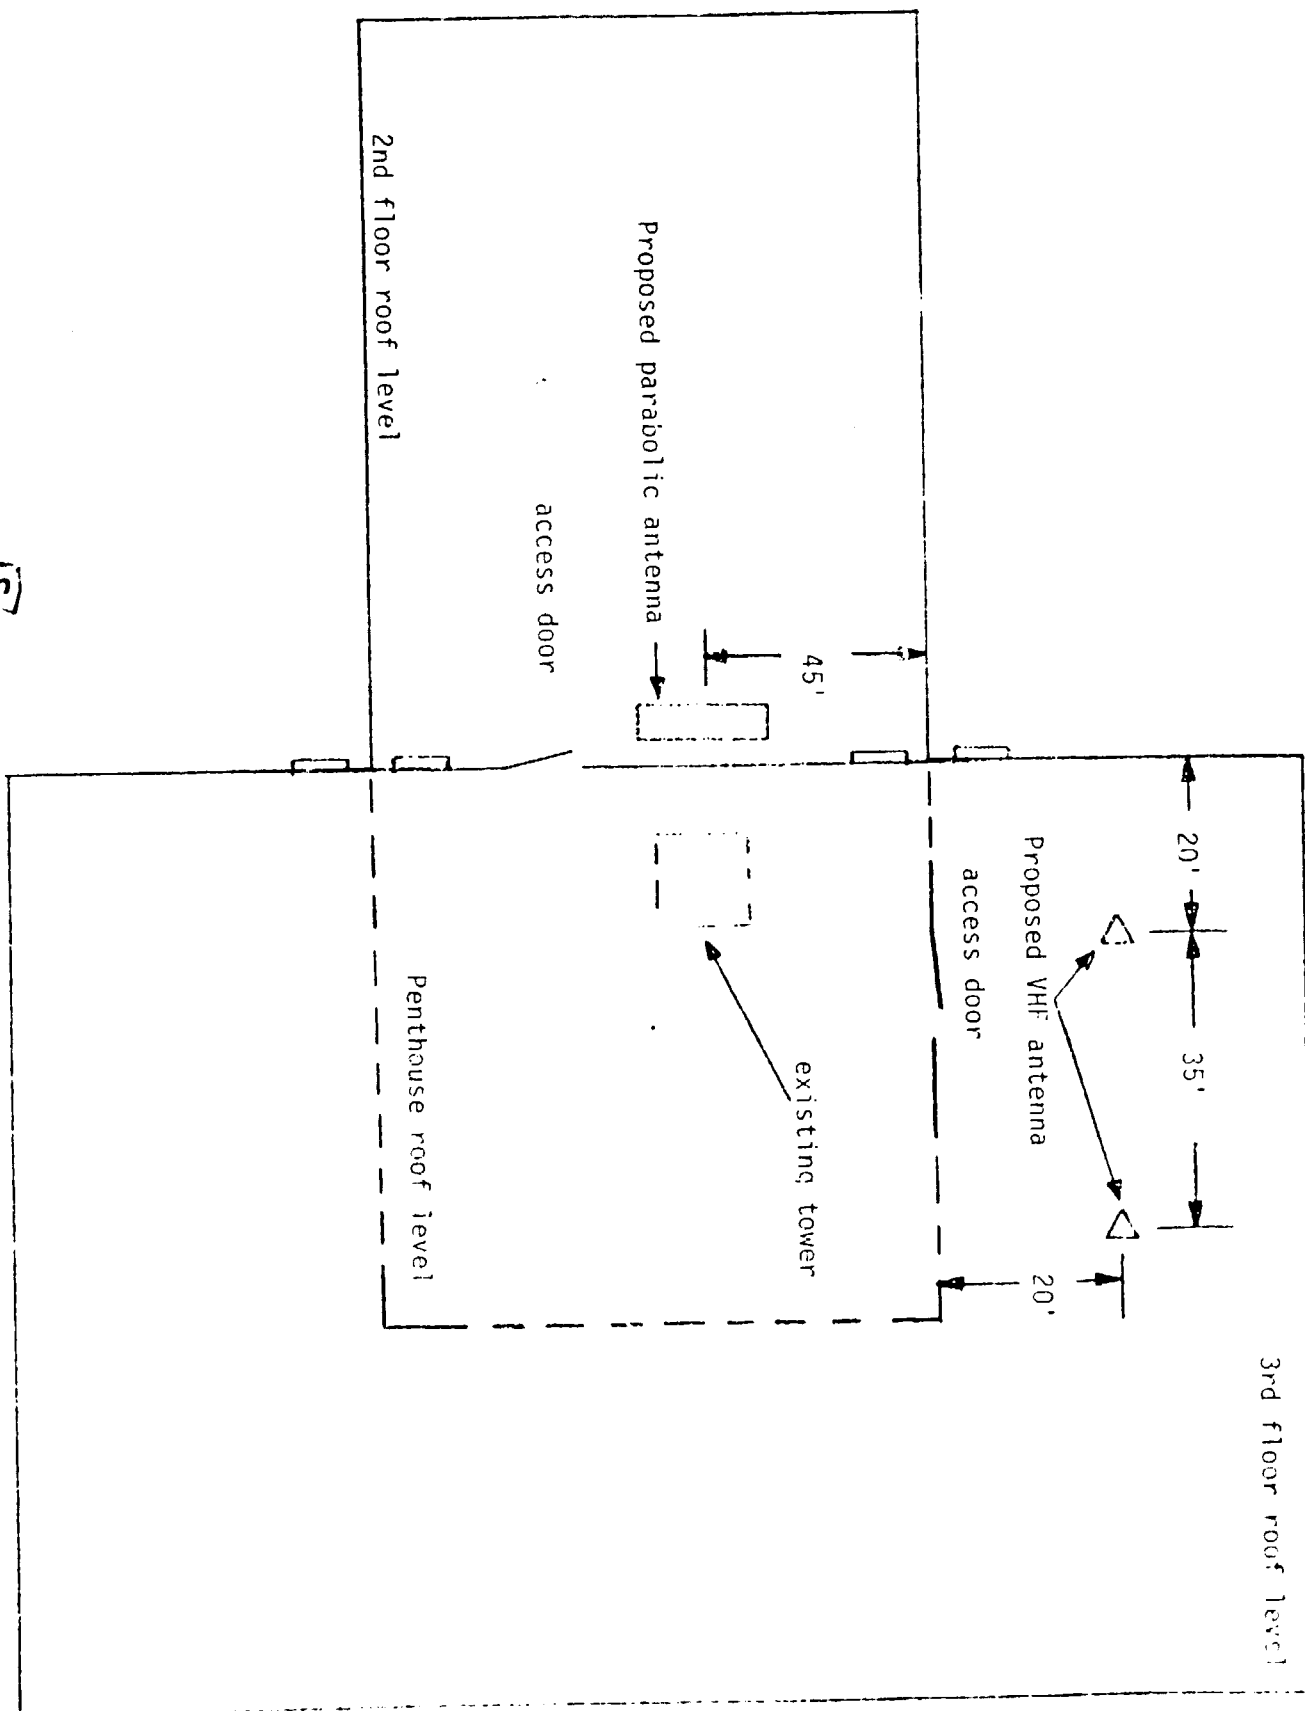 3rd floor roof level
20'
35'
20'
Proposed VHF antenna
access door
45'
existing tower
Proposed parabolic antenna
access door
Penthouse roof level
2nd floor roof level